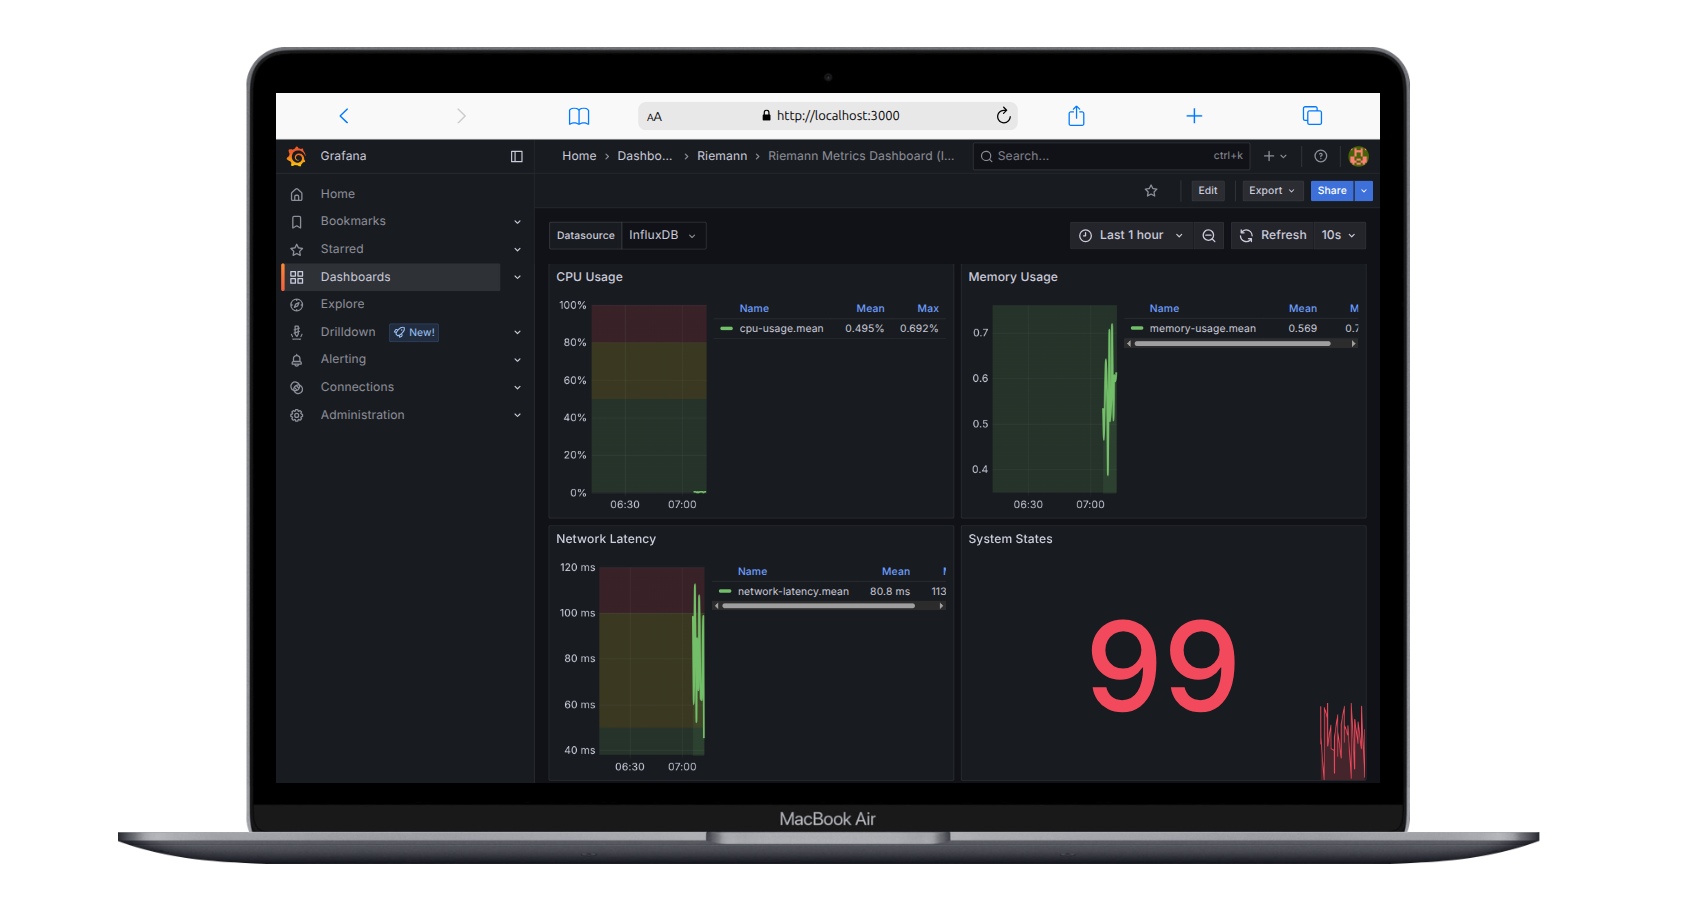 AA http://localhost:3000
Grafana
Home › Dashbo... › Riemann › Riemann Metrics Dashboard (I...
Search... ctrl+k
Home
Bookmarks
Starred
Dashboards
Explore
Drilldown New!
Alerting
Connections
Administration
Edit Export Share
Datasource InfluxDB
Last 1 hour Refresh 10s
CPU Usage
100%
80%
60%
40%
20%
0%
06:30 07:00
Name Mean Max
cpu-usage.mean 0.495% 0.692%
Memory Usage
0.7
0.6
0.5
0.4
06:30 07:00
Name Mean M
memory-usage.mean 0.569 0.7
Network Latency
120 ms
100 ms
80 ms
60 ms
40 ms
06:30 07:00
Name Mean
network-latency.mean 80.8 ms 113
System States
99
MacBook Air